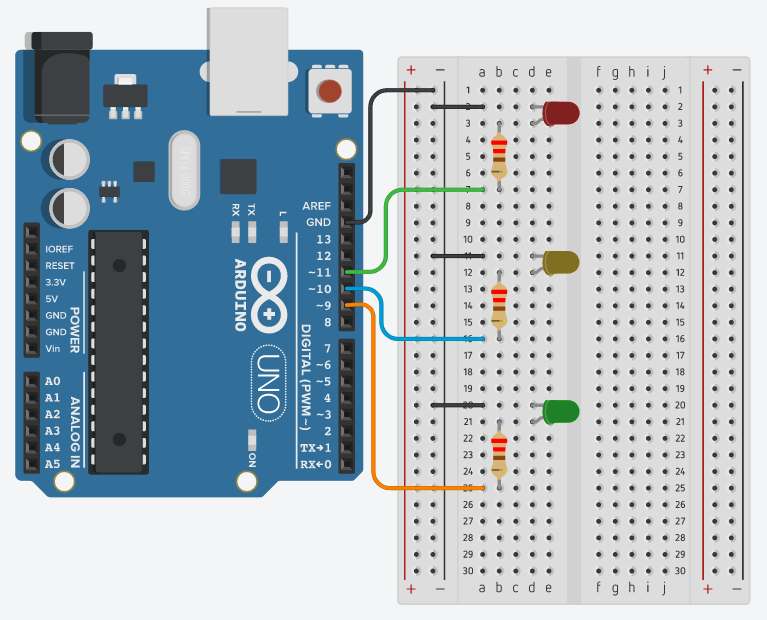 AREF
GND
13
12
~11
~10
~9
8
7
~6
~5
4
~3
2
TX→1
RX←0
DIGITAL (PWM~)
RX
TX
L
ARDUINO
UNO
ON
IOREF
RESET
3.3V
5V
GND
GND
Vin
POWER
A0
A1
A2
A3
A4
A5
ANALOG IN
+ − a b c d e f g h i j + −
1 1
2 2
3 3
4 4
5 5
6 6
7 7
8 8
9 9
10 10
11 11
12 12
13 13
14 14
15 15
16 16
17 17
18 18
19 19
20 20
21 21
22 22
23 23
24 24
25 25
26 26
27 27
28 28
29 29
30 30
+ − a b c d e f g h i j + −